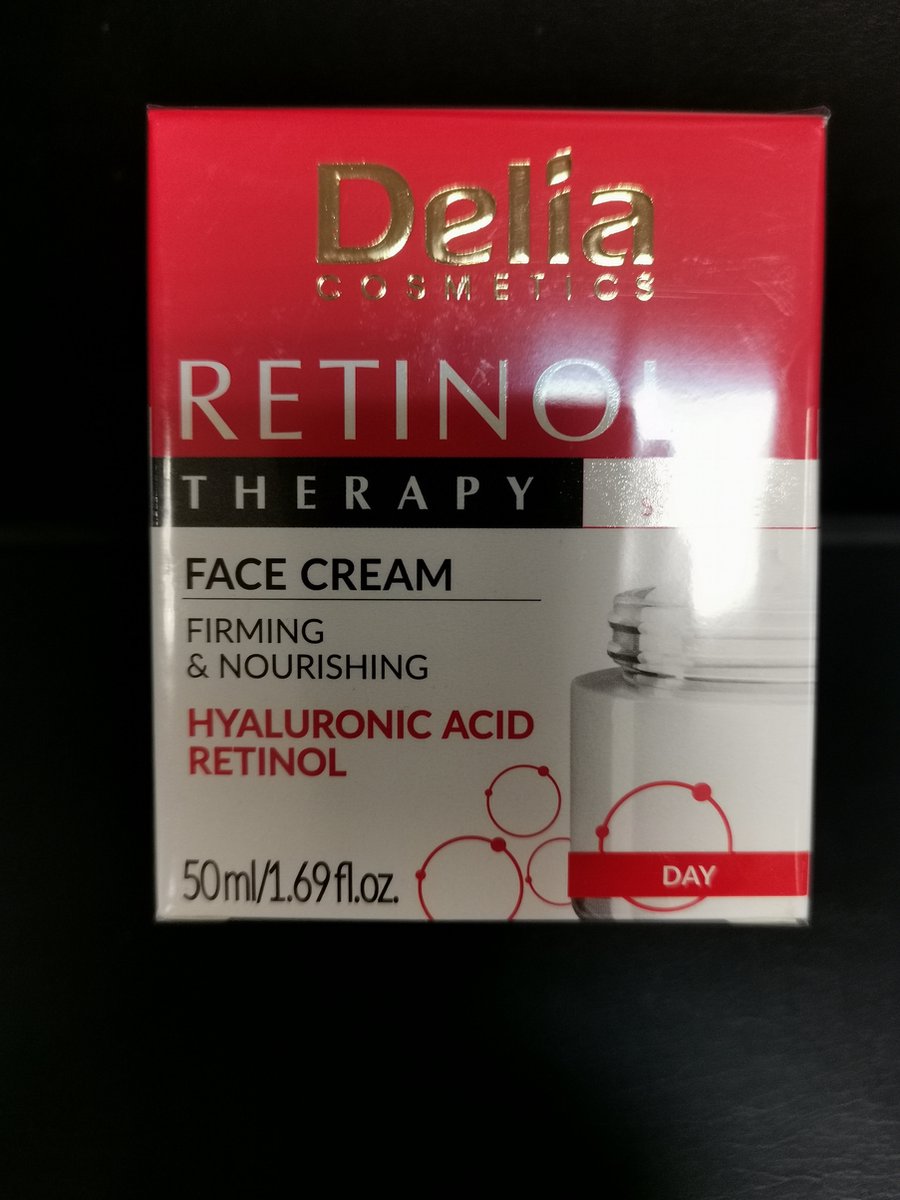 Delia
COSMETICS
RETINOL
THERAPY
FACE CREAM
FIRMING
& NOURISHING
HYALURONIC ACID
RETINOL
50ml/1.69fl.oz.
DAY